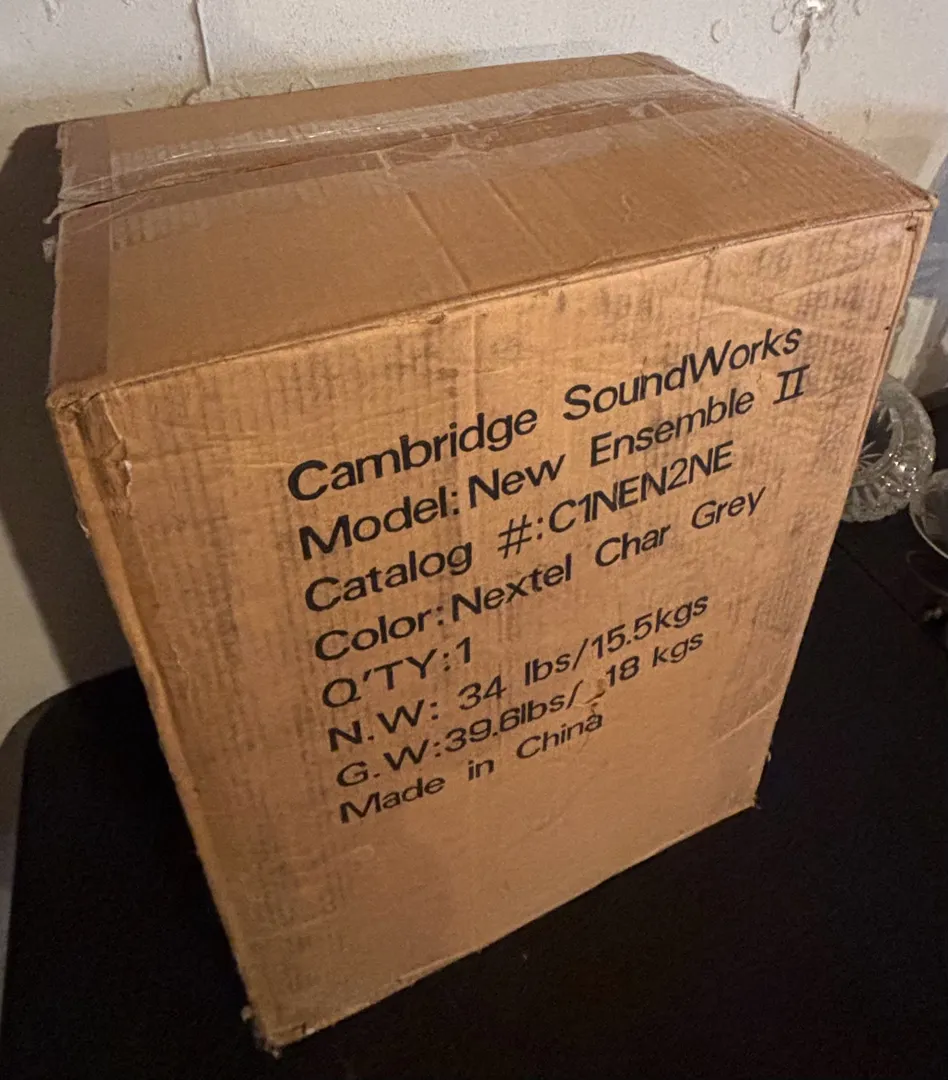 Cambridge SoundWorks
Model: New Ensemble II
Catalog #: C1NEN2NE
Color: Nextel Char Grey
Q'TY: 1
N.W: 34 lbs/15.5kgs
G.W: 39.6lbs/ 18 kgs
Made in China